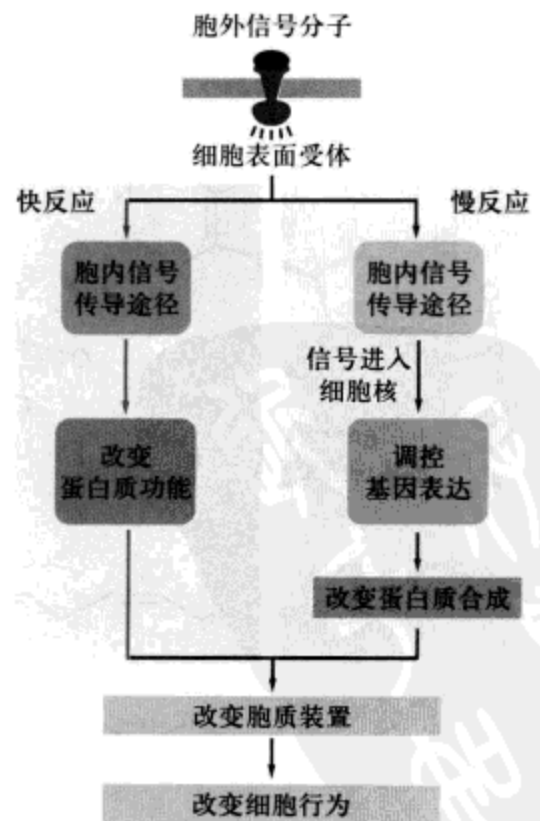 胞外信号分子
细胞表面受体
快反应
慢反应
胞内信号
传导途径
胞内信号
传导途径
信号进入
细胞核
改变
蛋白质功能
调控
基因表达
改变蛋白质合成
改变胞质装置
改变细胞行为